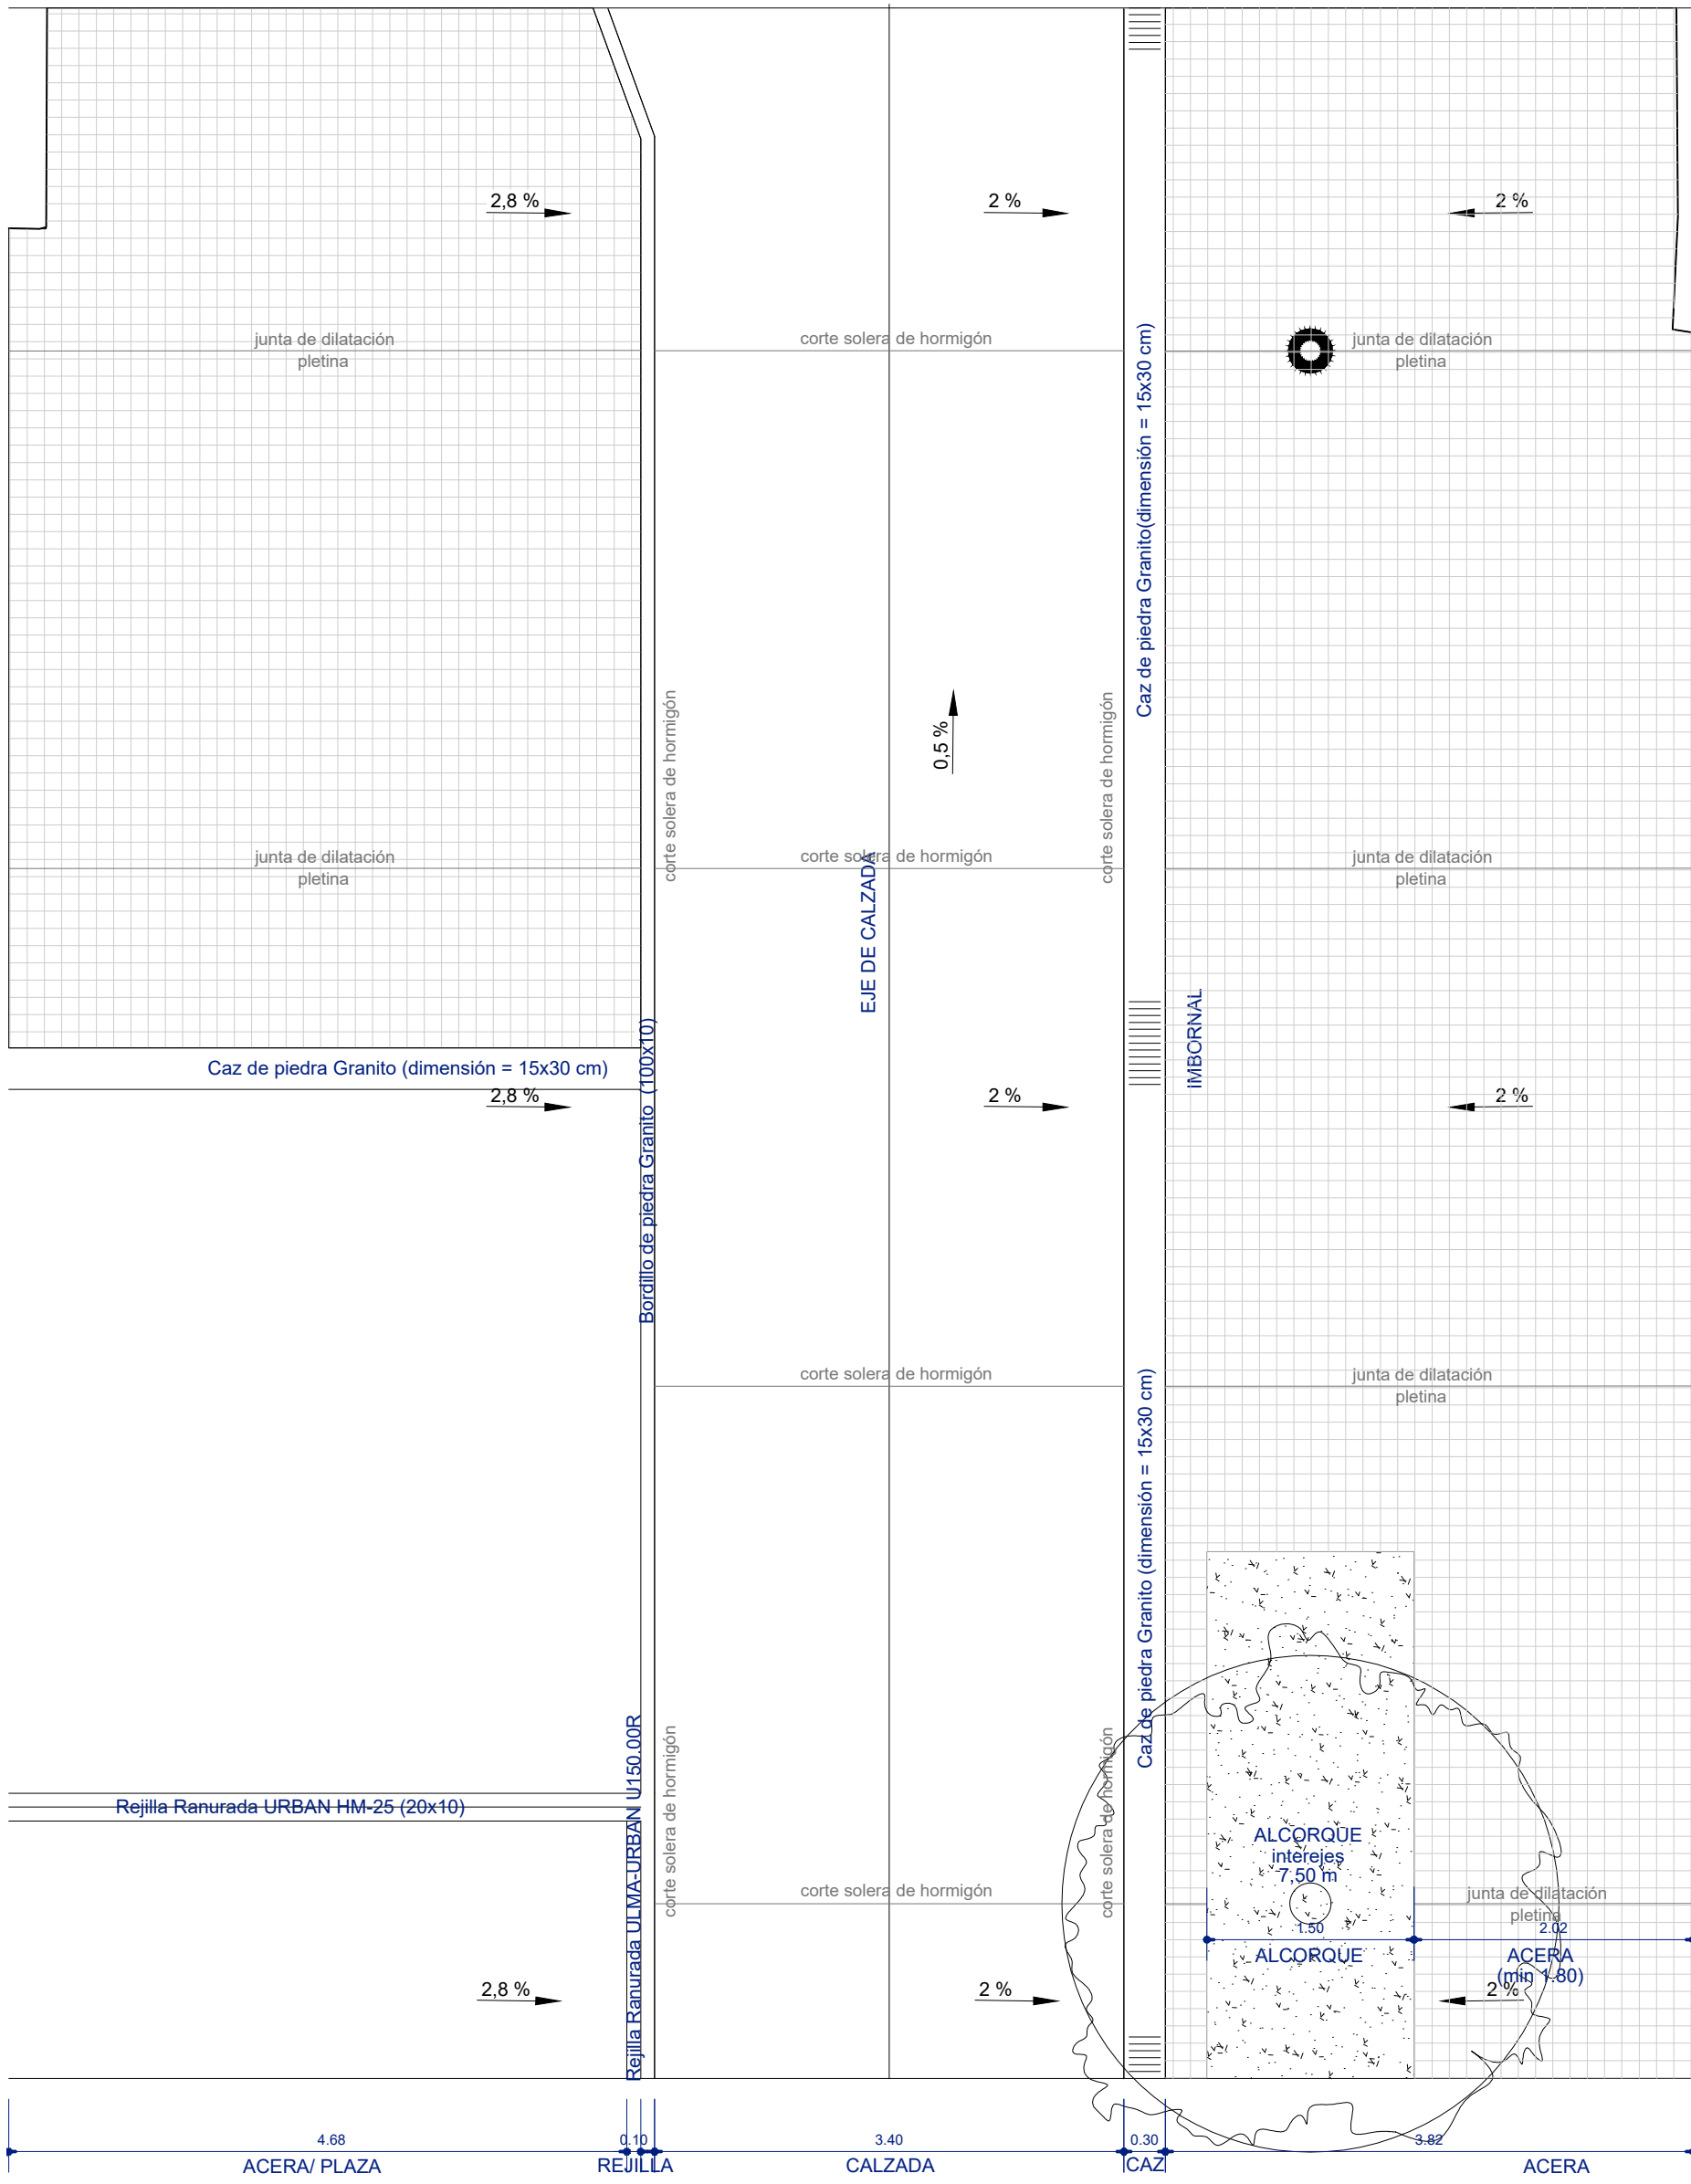 2,8 %
2 %
2 %
junta de dilatación
pletina
corte solera de hormigón
junta de dilatación
pletina
Caz de piedra Granito(dimensión = 15x30 cm)
corte solera de hormigón
corte solera de hormigón
0,5 %
junta de dilatación
pletina
corte solera de hormigón
junta de dilatación
pletina
EJE DE CALZADA
IMBORNAL
Caz de piedra Granito (dimensión = 15x30 cm)
Bordillo de piedra Granito (100x10)
2,8 %
2 %
2 %
corte solera de hormigón
junta de dilatación
pletina
Caz de piedra Granito (dimensión = 15x30 cm)
Rejilla Ranurada ULMA-URBAN U150.00R
corte solera de hormigón
corte solera de hormigón
Rejilla Ranurada URBAN HM-25 (20x10)
ALCORQUE
interejes
7,50 m
corte solera de hormigón
junta de dilatación
pletina
1.50
2.02
ALCORQUE
ACERA
(min 1.80)
2,8 %
2 %
2 %
4.68
0.10
3.40
0.30
3.82
ACERA/ PLAZA
REJILLA
CALZADA
CAZ
ACERA